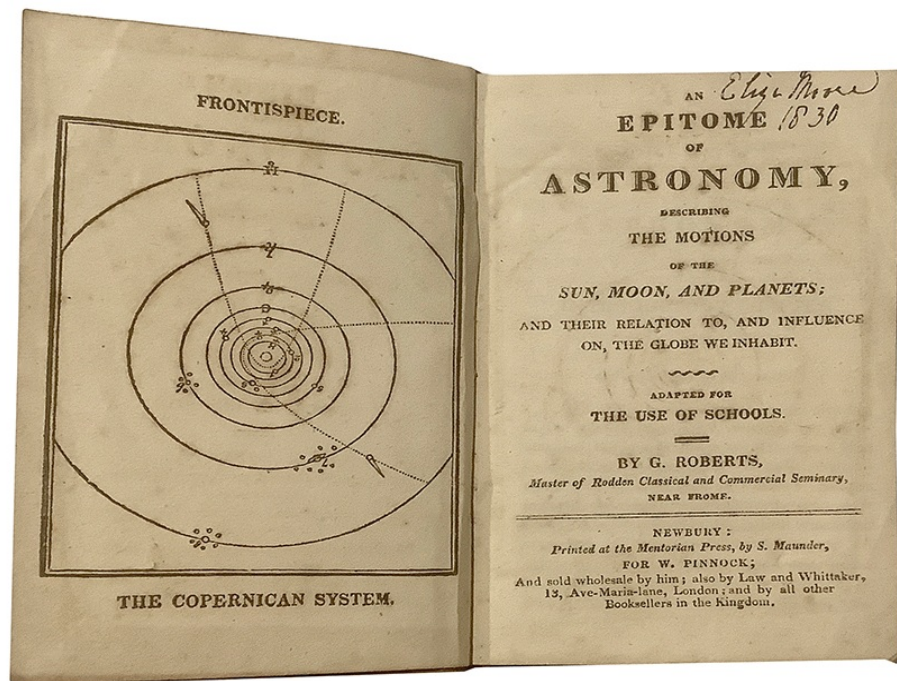 FRONTISPIECE.
THE COPERNICAN SYSTEM.
Eliza Moore
1830
AN
EPITOME
OF
ASTRONOMY,
DESCRIBING
THE MOTIONS
OF THE
SUN, MOON, AND PLANETS;
AND THEIR RELATION TO, AND INFLUENCE
ON, THE GLOBE WE INHABIT.
ADAPTED FOR
THE USE OF SCHOOLS.
BY G. ROBERTS,
Master of Rodden Classical and Commercial Seminary,
NEAR FROME.
NEWBURY:
Printed at the Mentorian Press, by S. Maunder,
FOR W. PINNOCK;
And sold wholesale by him; also by Law and Whittaker,
13, Ave-Maria-lane, London; and by all other
Booksellers in the Kingdom.